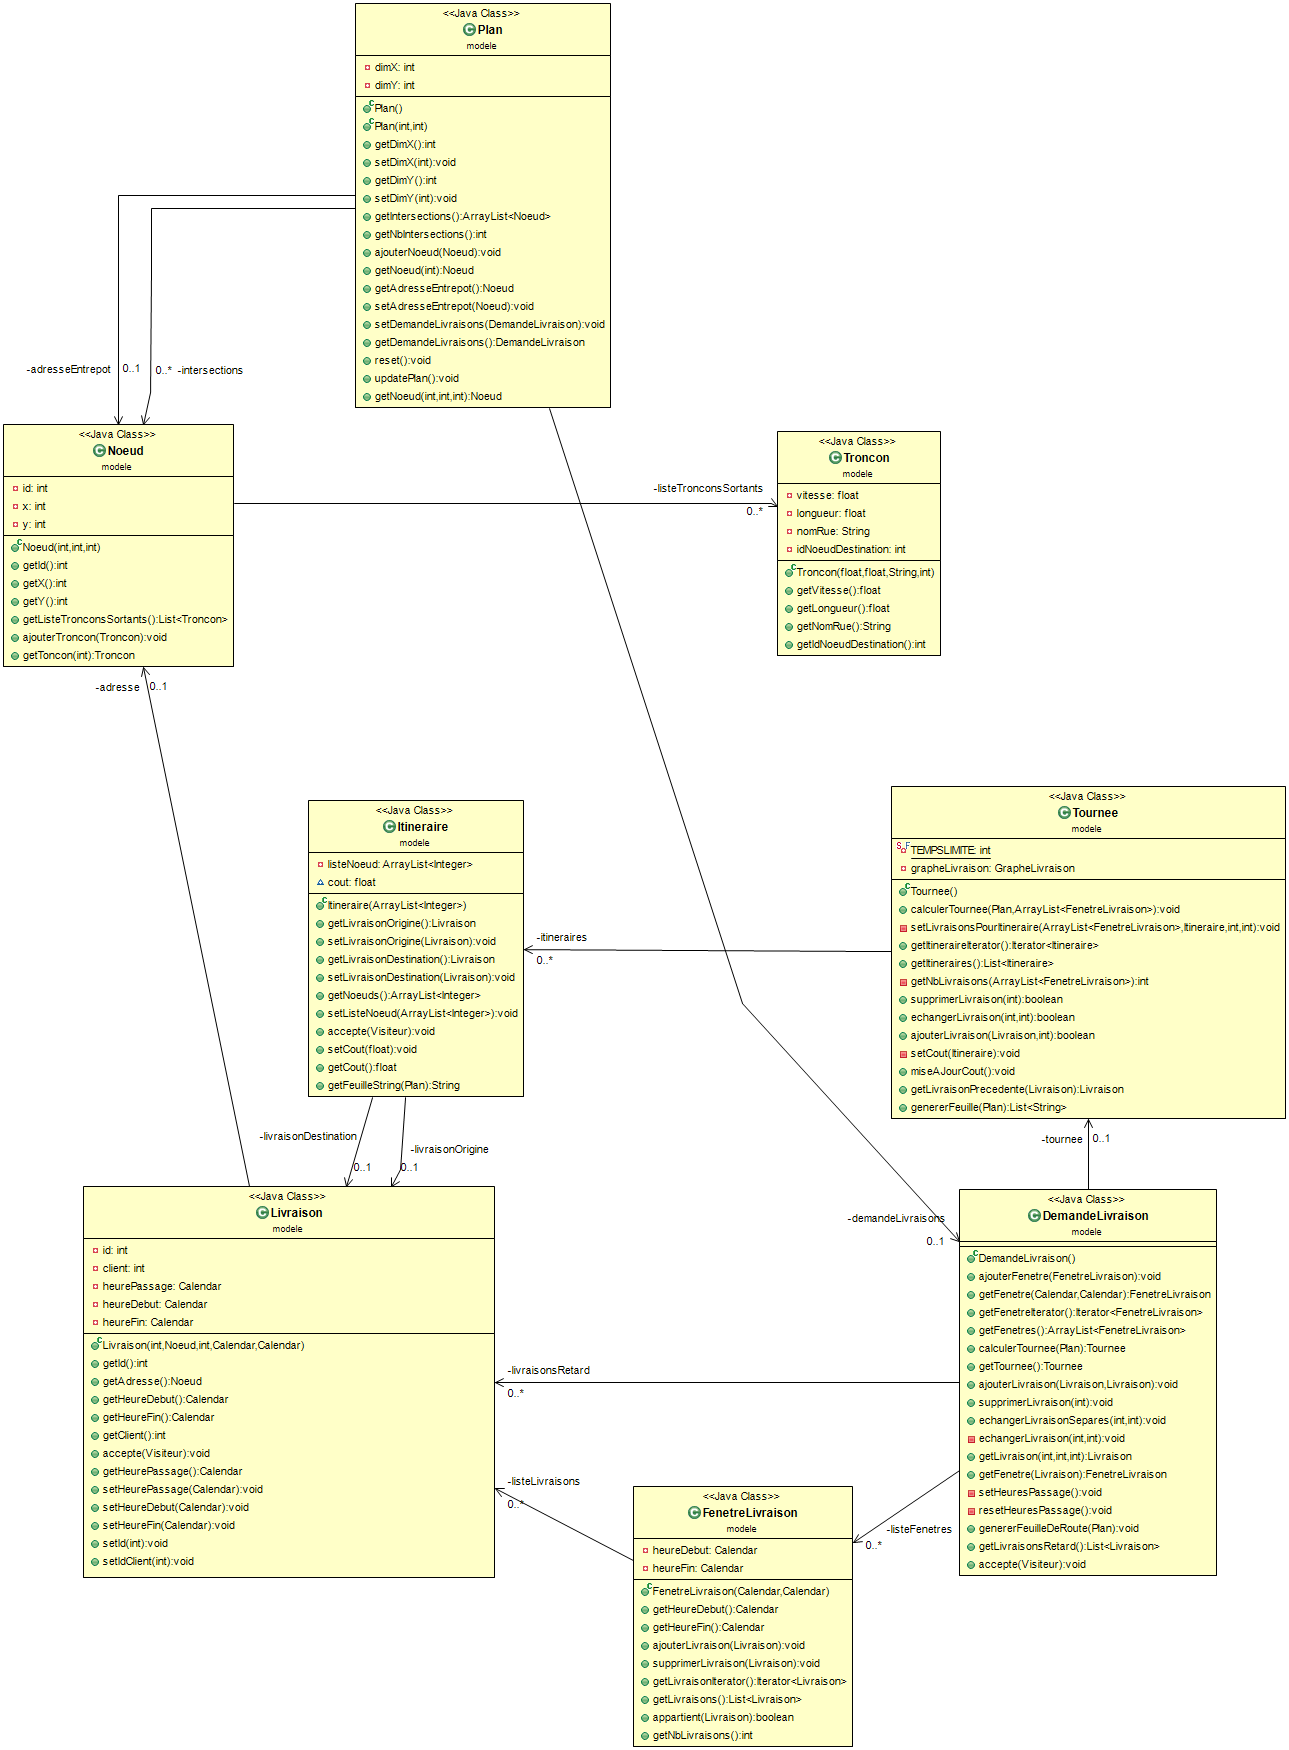 <<Java Class>>
Plan
modele
dimX: int
dimY: int
Plan()
Plan(int,int)
getDimX():int
setDimX(int):void
getDimY():int
setDimY(int):void
getIntersections():ArrayList<Noeud>
getNbIntersections():int
ajouterNoeud(Noeud):void
getNoeud(int):Noeud
getAdresseEntrepot():Noeud
setAdresseEntrepot(Noeud):void
setDemandeLivraisons(DemandeLivraison):void
getDemandeLivraisons():DemandeLivraison
reset():void
updatePlan():void
getNoeud(int,int,int):Noeud
-adresseEntrepot 0..1
0..* -intersections
<<Java Class>>
Noeud
modele
id: int
x: int
y: int
Noeud(int,int,int)
getId():int
getX():int
getY():int
getListeTronconsSortants():List<Troncon>
ajouterTroncon(Troncon):void
getToncon(int):Troncon
-listeTronconsSortants
0..*
<<Java Class>>
Troncon
modele
vitesse: float
longueur: float
nomRue: String
idNoeudDestination: int
Troncon(float,float,String,int)
getVitesse():float
getLongueur():float
getNomRue():String
getIdNoeudDestination():int
-adresse 0..1
<<Java Class>>
Itineraire
modele
listeNoeud: ArrayList<Integer>
cout: float
Itineraire(ArrayList<Integer>)
getLivraisonOrigine():Livraison
setLivraisonOrigine(Livraison):void
getLivraisonDestination():Livraison
setLivraisonDestination(Livraison):void
getNoeuds():ArrayList<Integer>
setListeNoeud(ArrayList<Integer>):void
accepte(Visiteur):void
setCout(float):void
getCout():float
getFeuilleString(Plan):String
-itineraires
0..*
<<Java Class>>
Tournee
modele
S F
TEMPSLIMITE: int
grapheLivraison: GrapheLivraison
Tournee()
calculerTournee(Plan,ArrayList<FenetreLivraison>):void
setLivraisonsPourItineraire(ArrayList<FenetreLivraison>,Itineraire,int,int):void
getItineraireIterator():Iterator<Itineraire>
getItineraires():List<Itineraire>
getNbLivraisons(ArrayList<FenetreLivraison>):int
supprimerLivraison(int):boolean
echangerLivraison(int,int):boolean
ajouterLivraison(Livraison,int):boolean
setCout(Itineraire):void
miseAJourCout():void
getLivraisonPrecedente(Livraison):Livraison
genererFeuille(Plan):List<String>
-livraisonDestination
0..1
-livraisonOrigine
0..1
-tournee 0..1
<<Java Class>>
Livraison
modele
id: int
client: int
heurePassage: Calendar
heureDebut: Calendar
heureFin: Calendar
Livraison(int,Noeud,int,Calendar,Calendar)
getId():int
getAdresse():Noeud
getHeureDebut():Calendar
getHeureFin():Calendar
getClient():int
accepte(Visiteur):void
getHeurePassage():Calendar
setHeurePassage(Calendar):void
setHeureDebut(Calendar):void
setHeureFin(Calendar):void
setId(int):void
setIdClient(int):void
-demandeLivraisons
0..1
<<Java Class>>
DemandeLivraison
modele
DemandeLivraison()
ajouterFenetre(FenetreLivraison):void
getFenetre(Calendar,Calendar):FenetreLivraison
getFenetreIterator():Iterator<FenetreLivraison>
getFenetres():ArrayList<FenetreLivraison>
calculerTournee(Plan):Tournee
getTournee():Tournee
ajouterLivraison(Livraison,Livraison):void
supprimerLivraison(int):void
echangerLivraisonSepares(int,int):void
echangerLivraison(int,int):void
getLivraison(int,int,int):Livraison
getFenetre(Livraison):FenetreLivraison
setHeuresPassage():void
resetHeuresPassage():void
genererFeuilleDeRoute(Plan):void
getLivraisonsRetard():List<Livraison>
accepte(Visiteur):void
-livraisonsRetard
0..*
-listeLivraisons
0..*
-listeFenetres
0..*
<<Java Class>>
FenetreLivraison
modele
heureDebut: Calendar
heureFin: Calendar
FenetreLivraison(Calendar,Calendar)
getHeureDebut():Calendar
getHeureFin():Calendar
ajouterLivraison(Livraison):void
supprimerLivraison(Livraison):void
getLivraisonIterator():Iterator<Livraison>
getLivraisons():List<Livraison>
appartient(Livraison):boolean
getNbLivraisons():int